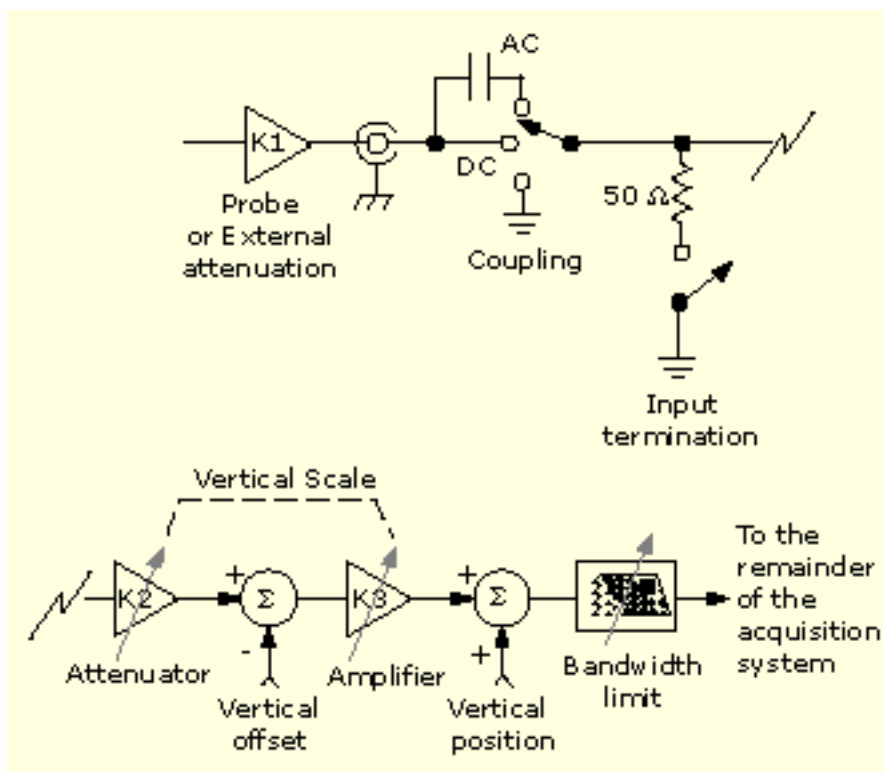 AC
K1
DC
Probe
or External
attenuation
50 Ω
Coupling
Input
termination
Vertical Scale
K2
+
Σ
-
K3
+
Σ
+
To the
remainder
of the
acquisition
system
Attenuator
Vertical
offset
Amplifier
Vertical
position
Bandwidth
limit